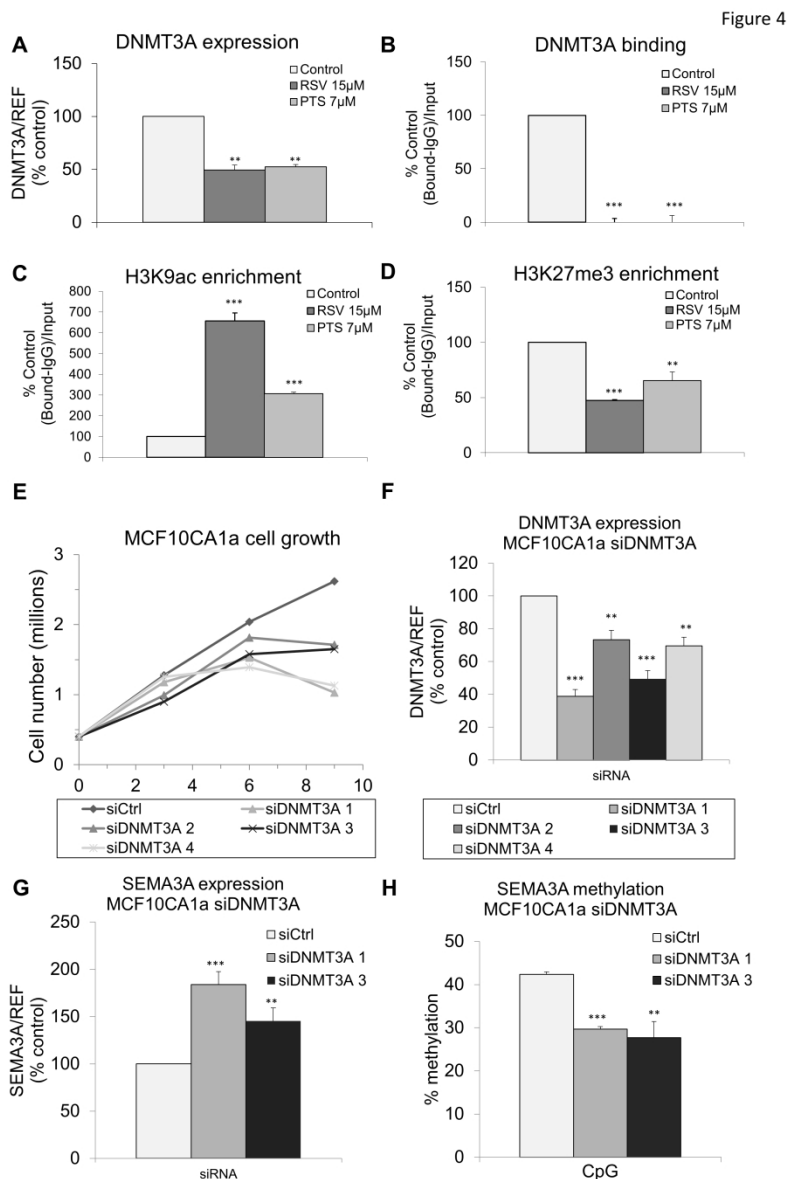 Figure 4
A
DNMT3A expression
DNMT3A/REF
(% control)
150
100
50
0
Control
RSV 15µM
PTS 7µM
**
**
B
DNMT3A binding
% Control
(Bound-IgG)/Input
150
100
50
0
Control
RSV 15µM
PTS 7µM
***
***
C
H3K9ac enrichment
% Control
(Bound-IgG)/Input
800
700
600
500
400
300
200
100
0
Control
RSV 15µM
PTS 7µM
***
***
D
H3K27me3 enrichment
% Control
(Bound-IgG)/Input
150
100
50
0
Control
RSV 15µM
PTS 7µM
***
**
E
MCF10CA1a cell growth
Cell number (millions)
3
2
1
0
0 2 4 6 8 10
siCtrl siDNMT3A 1
siDNMT3A 2 siDNMT3A 3
siDNMT3A 4
F
DNMT3A expression
MCF10CA1a siDNMT3A
DNMT3A/REF
(% control)
120
100
80
60
40
20
0
***
**
***
**
siRNA
siCtrl siDNMT3A 1
siDNMT3A 2 siDNMT3A 3
siDNMT3A 4
G
SEMA3A expression
MCF10CA1a siDNMT3A
SEMA3A/REF
(% control)
250
200
150
100
50
0
siCtrl
siDNMT3A 1
siDNMT3A 3
***
**
siRNA
H
SEMA3A methylation
MCF10CA1a siDNMT3A
% methylation
50
40
30
20
10
0
siCtrl
siDNMT3A 1
siDNMT3A 3
***
**
CpG